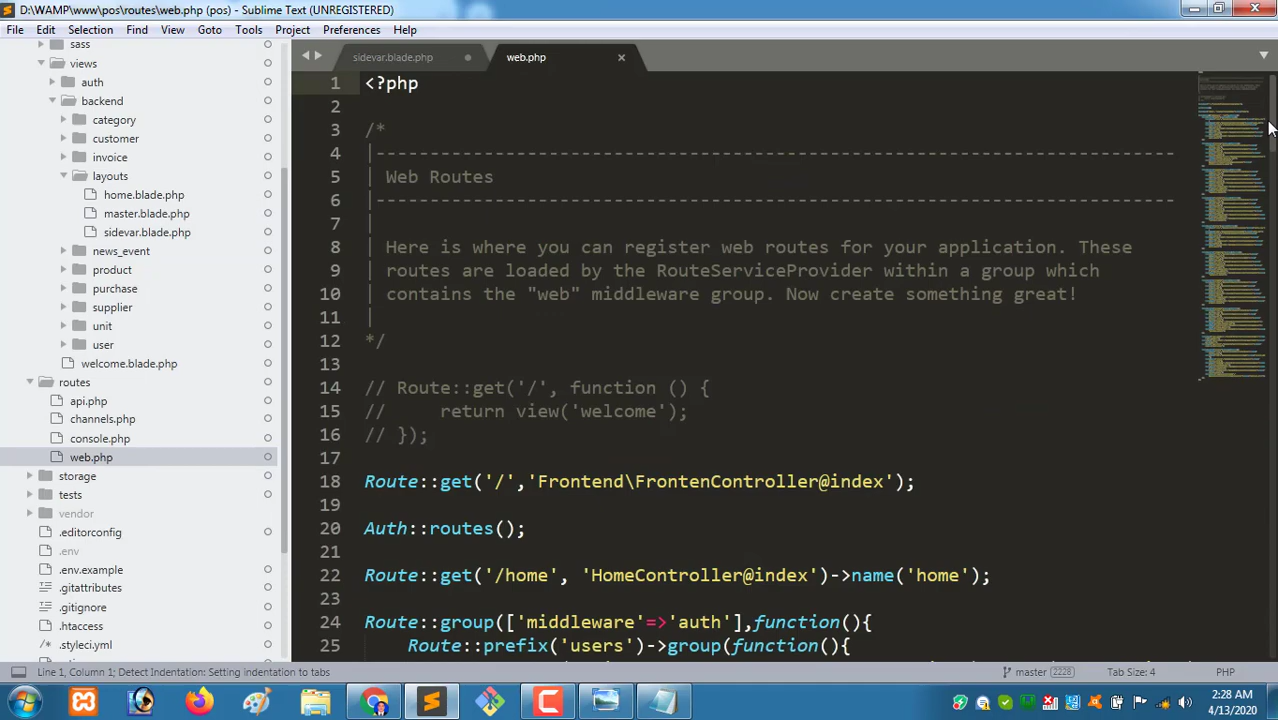 D:\WAMP\www\pos\routes\web.php (pos) - Sublime Text (UNREGISTERED)
File Edit Selection Find View Goto Tools Project Preferences Help
sass
views
auth
backend
category
customer
invoice
layouts
home.blade.php
master.blade.php
sidevar.blade.php
news_event
product
purchase
supplier
unit
user
welcome.blade.php
routes
api.php
channels.php
console.php
web.php
storage
tests
vendor
.editorconfig
.env
.env.example
.gitattributes
.gitignore
.htaccess
.styleci.yml
sidevar.blade.php web.php
1 <?php
2
3 /*
4 |--------------------------------------------------------------------------
5 | Web Routes
6 |--------------------------------------------------------------------------
7 |
8 | Here is where you can register web routes for your application. These
9 | routes are loaded by the RouteServiceProvider within a group which
10 | contains the "web" middleware group. Now create something great!
11 |
12 */
13
14 // Route::get('/', function () {
15 //     return view('welcome');
16 // });
17
18 Route::get('/','Frontend\FrontenController@index');
19
20 Auth::routes();
21
22 Route::get('/home', 'HomeController@index')->name('home');
23
24 Route::group(['middleware'=>'auth'],function(){
25     Route::prefix('users')->group(function(){
Line 1, Column 1; Detect Indentation: Setting indentation to tabs
master 2228 Tab Size: 4 PHP
2:28 AM
4/13/2020